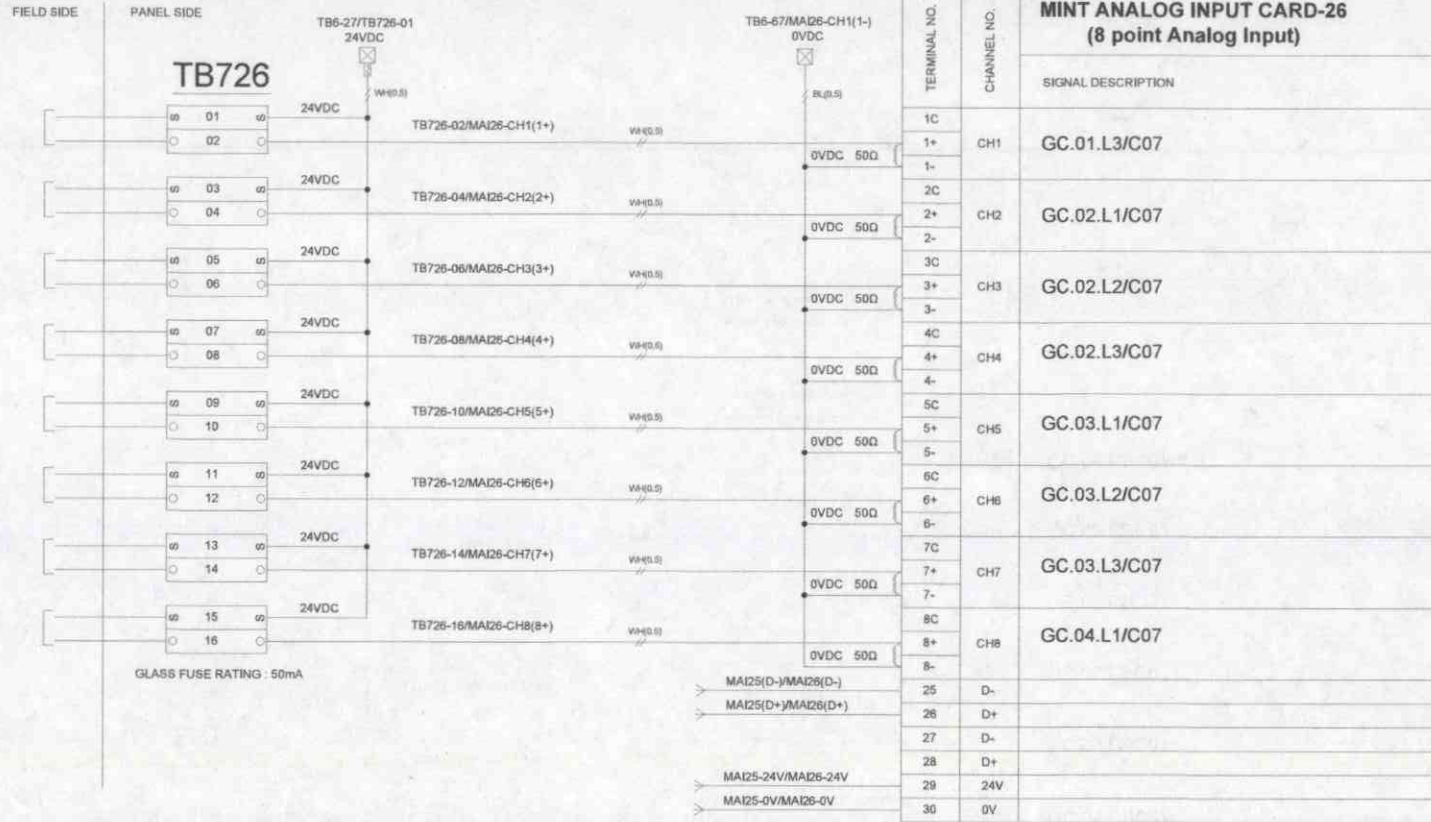 FIELD SIDE
PANEL SIDE
TB6-27/TB726-01
24VDC
TB6-67/MAI26-CH1(1-)
0VDC
TERMINAL NO.
CHANNEL NO.
MINT ANALOG INPUT CARD-26
(8 point Analog Input)
SIGNAL DESCRIPTION
TB726
WH(0.5)
BL(0.5)
S 01 S 24VDC
02
TB726-02/MAI26-CH1(1+) WH(0.5)
0VDC 50Ω
1C
1+
1-
CH1
GC.01.L3/C07
S 03 S 24VDC
04
TB726-04/MAI26-CH2(2+) WH(0.5)
0VDC 50Ω
2C
2+
2-
CH2
GC.02.L1/C07
S 05 S 24VDC
06
TB726-06/MAI26-CH3(3+) WH(0.5)
0VDC 50Ω
3C
3+
3-
CH3
GC.02.L2/C07
S 07 S 24VDC
08
TB726-08/MAI26-CH4(4+) WH(0.5)
0VDC 50Ω
4C
4+
4-
CH4
GC.02.L3/C07
S 09 S 24VDC
10
TB726-10/MAI26-CH5(5+) WH(0.5)
0VDC 50Ω
5C
5+
5-
CH5
GC.03.L1/C07
S 11 S 24VDC
12
TB726-12/MAI26-CH6(6+) WH(0.5)
0VDC 50Ω
6C
6+
6-
CH6
GC.03.L2/C07
S 13 S 24VDC
14
TB726-14/MAI26-CH7(7+) WH(0.5)
0VDC 50Ω
7C
7+
7-
CH7
GC.03.L3/C07
S 15 S 24VDC
16
TB726-16/MAI26-CH8(8+) WH(0.5)
0VDC 50Ω
8C
8+
8-
CH8
GC.04.L1/C07
GLASS FUSE RATING : 50mA
MAI25(D-)/MAI26(D-) 25 D-
MAI25(D+)/MAI26(D+) 26 D+
27 D-
28 D+
MAI25-24V/MAI26-24V 29 24V
MAI25-0V/MAI26-0V 30 0V